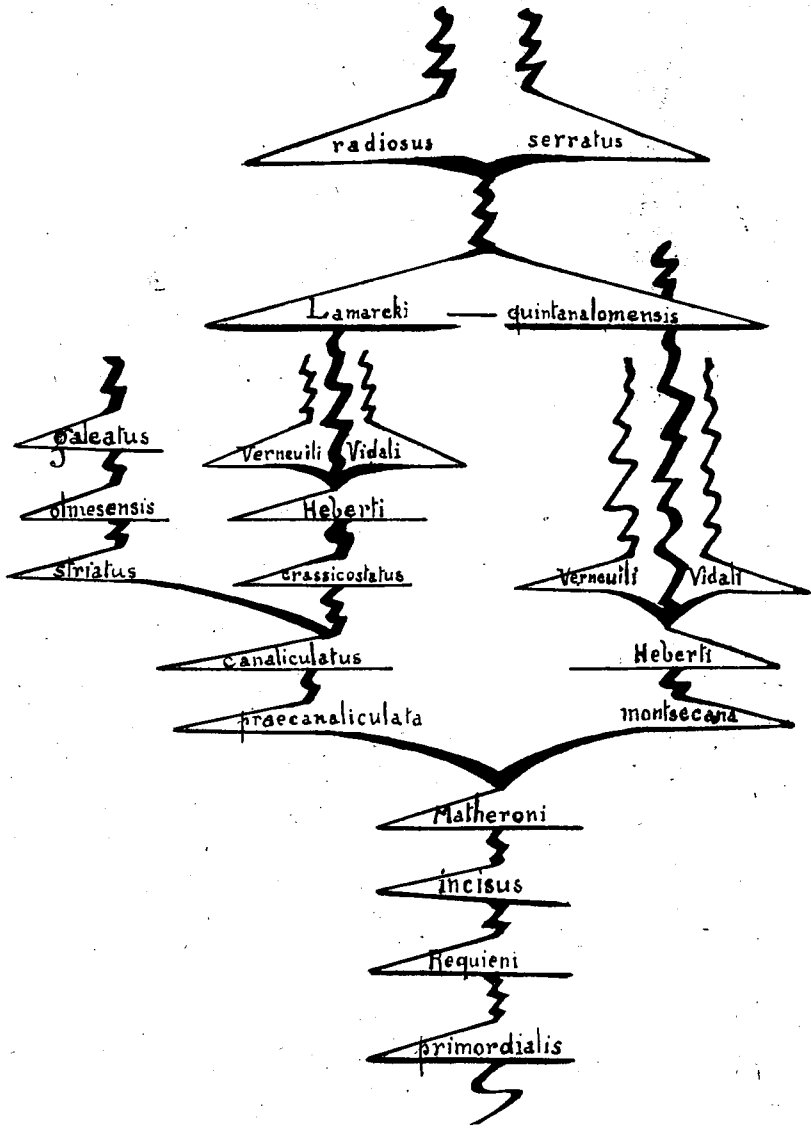 radiosus serratus
Lamarcki — quintanalomensis
galeatus Verneuili Vidali
olmesensis Heberti
striatus crassicostatus Verneuili Vidali
canaliculatus Heberti
praecanaliculata montsecana
Matheroni
incisus
Requieni
primordialis